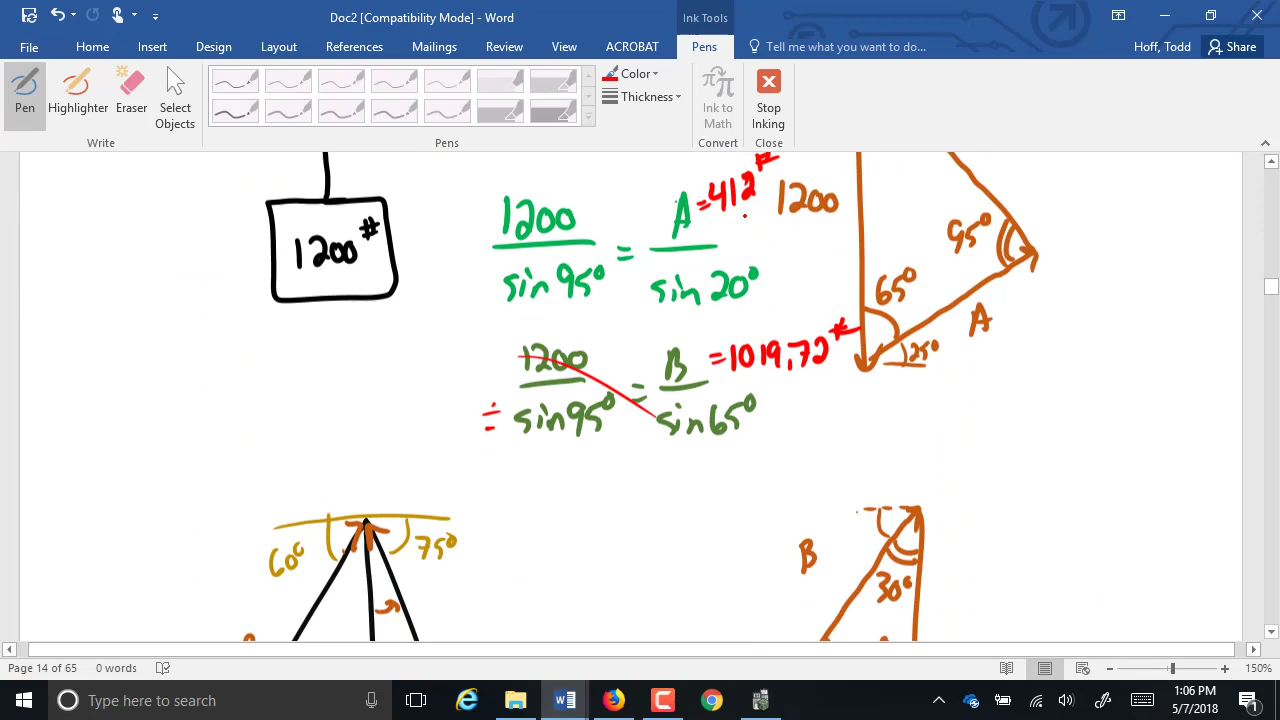 Doc2 [Compatibility Mode] - Word
Ink Tools
File Home Insert Design Layout References Mailings Review View ACROBAT Pens Tell me what you want to do... Hoff, Todd Share
Pen Highlighter Eraser Select Objects
Color
Thickness
Ink to Math
Stop Inking
Write Pens Convert Close
1200#
1200 / sin 95° = A / sin 20° = 412#
1200
95°
65°
A
25°
1200 / sin 95° = B / sin 65° = 1019.72#
÷
60°
75°
B
30°
Page 14 of 65 0 words 150%
Type here to search
1:06 PM
5/7/2018
1